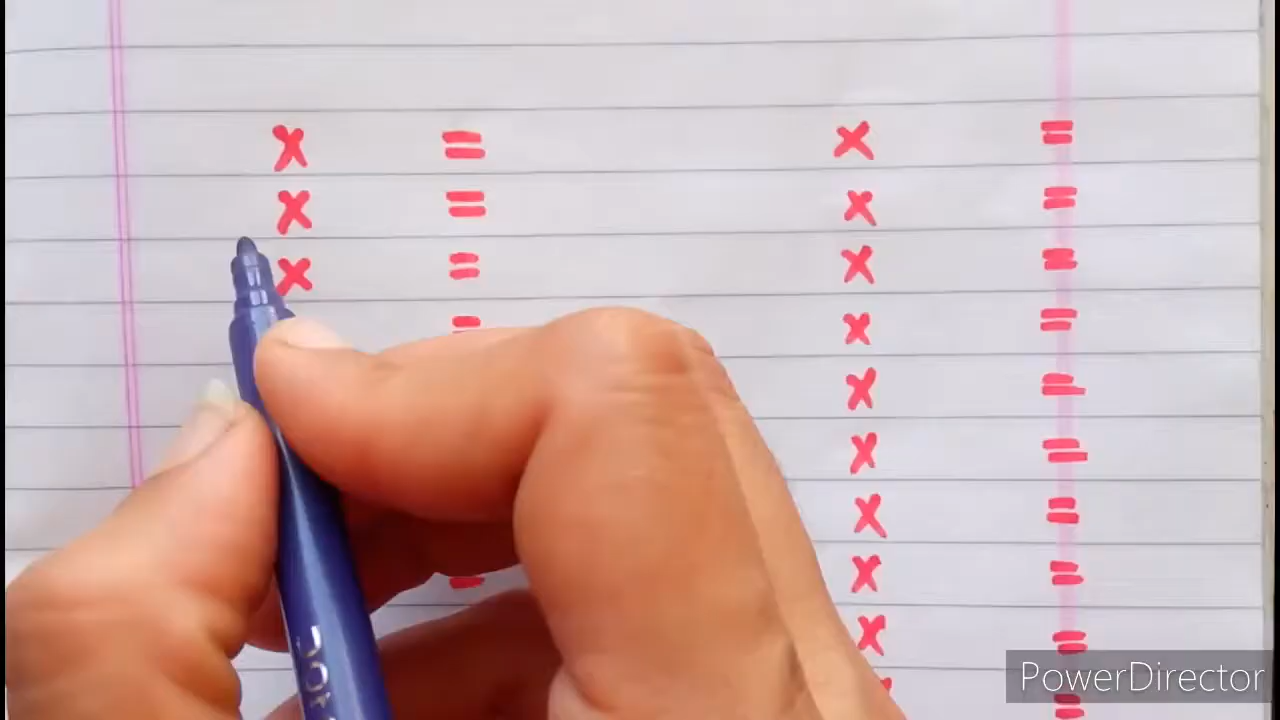 × = × =
× = × =
× = × =
= × =
× =
× =
× =
× =
× =
=
PowerDirector